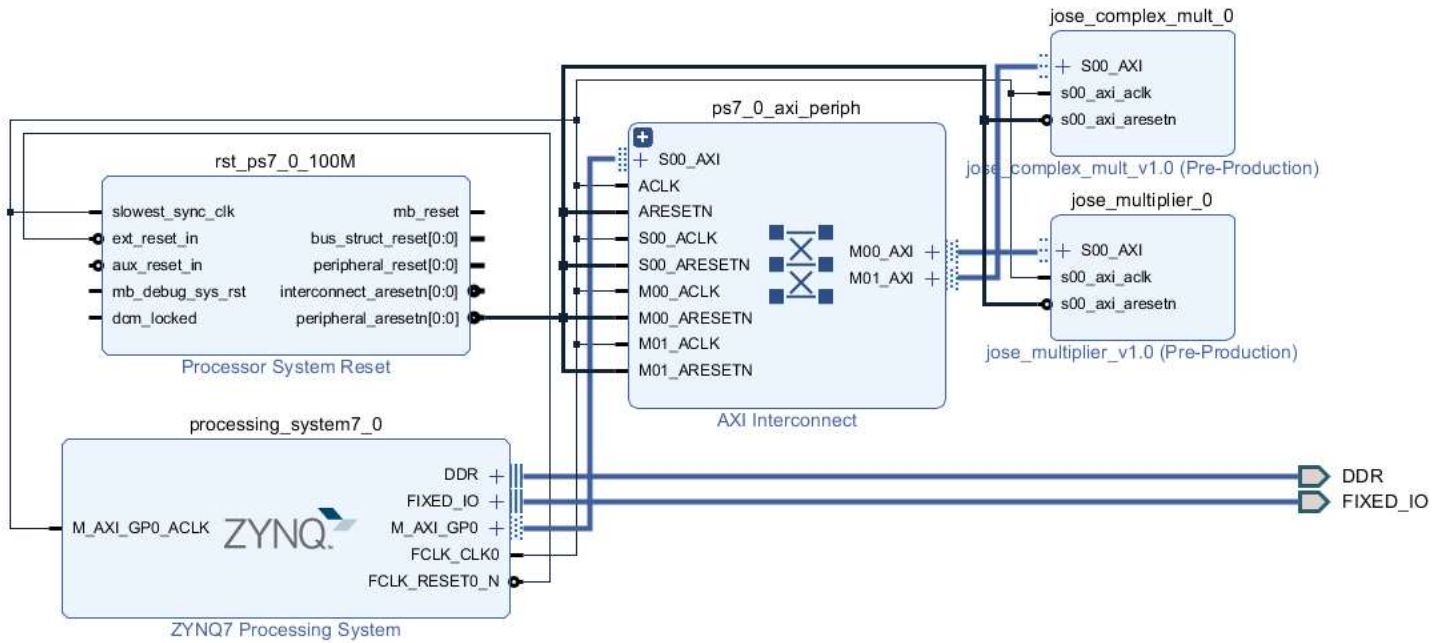 jose_complex_mult_0
S00_AXI
s00_axi_aclk
s00_axi_aresetn
jose_complex_mult_v1.0 (Pre-Production)
ps7_0_axi_periph
S00_AXI
ACLK
ARESETN
S00_ACLK
S00_ARESETN
M00_ACLK
M00_ARESETN
M01_ACLK
M01_ARESETN
M00_AXI
M01_AXI
AXI Interconnect
jose_multiplier_0
S00_AXI
s00_axi_aclk
s00_axi_aresetn
jose_multiplier_v1.0 (Pre-Production)
rst_ps7_0_100M
slowest_sync_clk
ext_reset_in
aux_reset_in
mb_debug_sys_rst
dcm_locked
mb_reset
bus_struct_reset[0:0]
peripheral_reset[0:0]
interconnect_aresetn[0:0]
peripheral_aresetn[0:0]
Processor System Reset
processing_system7_0
M_AXI_GP0_ACLK
ZYNQ
DDR
FIXED_IO
M_AXI_GP0
FCLK_CLK0
FCLK_RESET0_N
ZYNQ7 Processing System
DDR
FIXED_IO